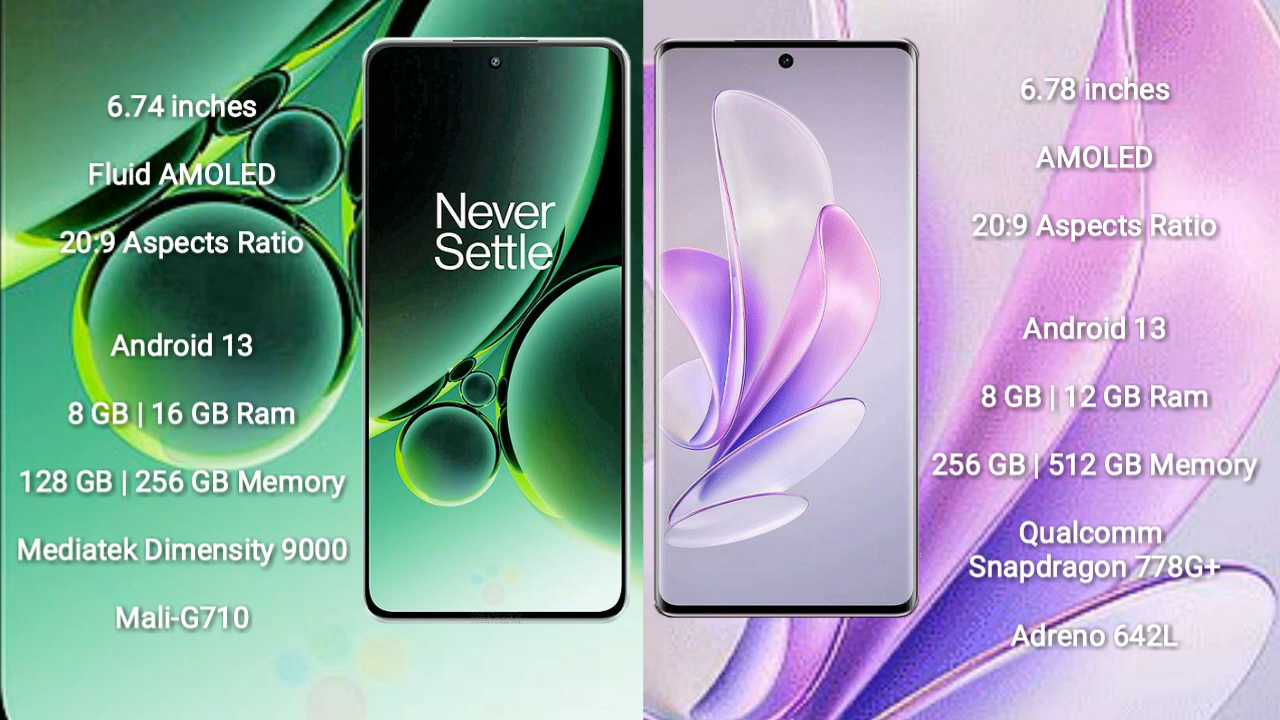 6.74 inches
Fluid AMOLED
20:9 Aspects Ratio
Android 13
8 GB | 16 GB Ram
128 GB | 256 GB Memory
Mediatek Dimensity 9000
Mali-G710
Never
Settle
6.78 inches
AMOLED
20:9 Aspects Ratio
Android 13
8 GB | 12 GB Ram
256 GB | 512 GB Memory
Qualcomm
Snapdragon 778G+
Adreno 642L